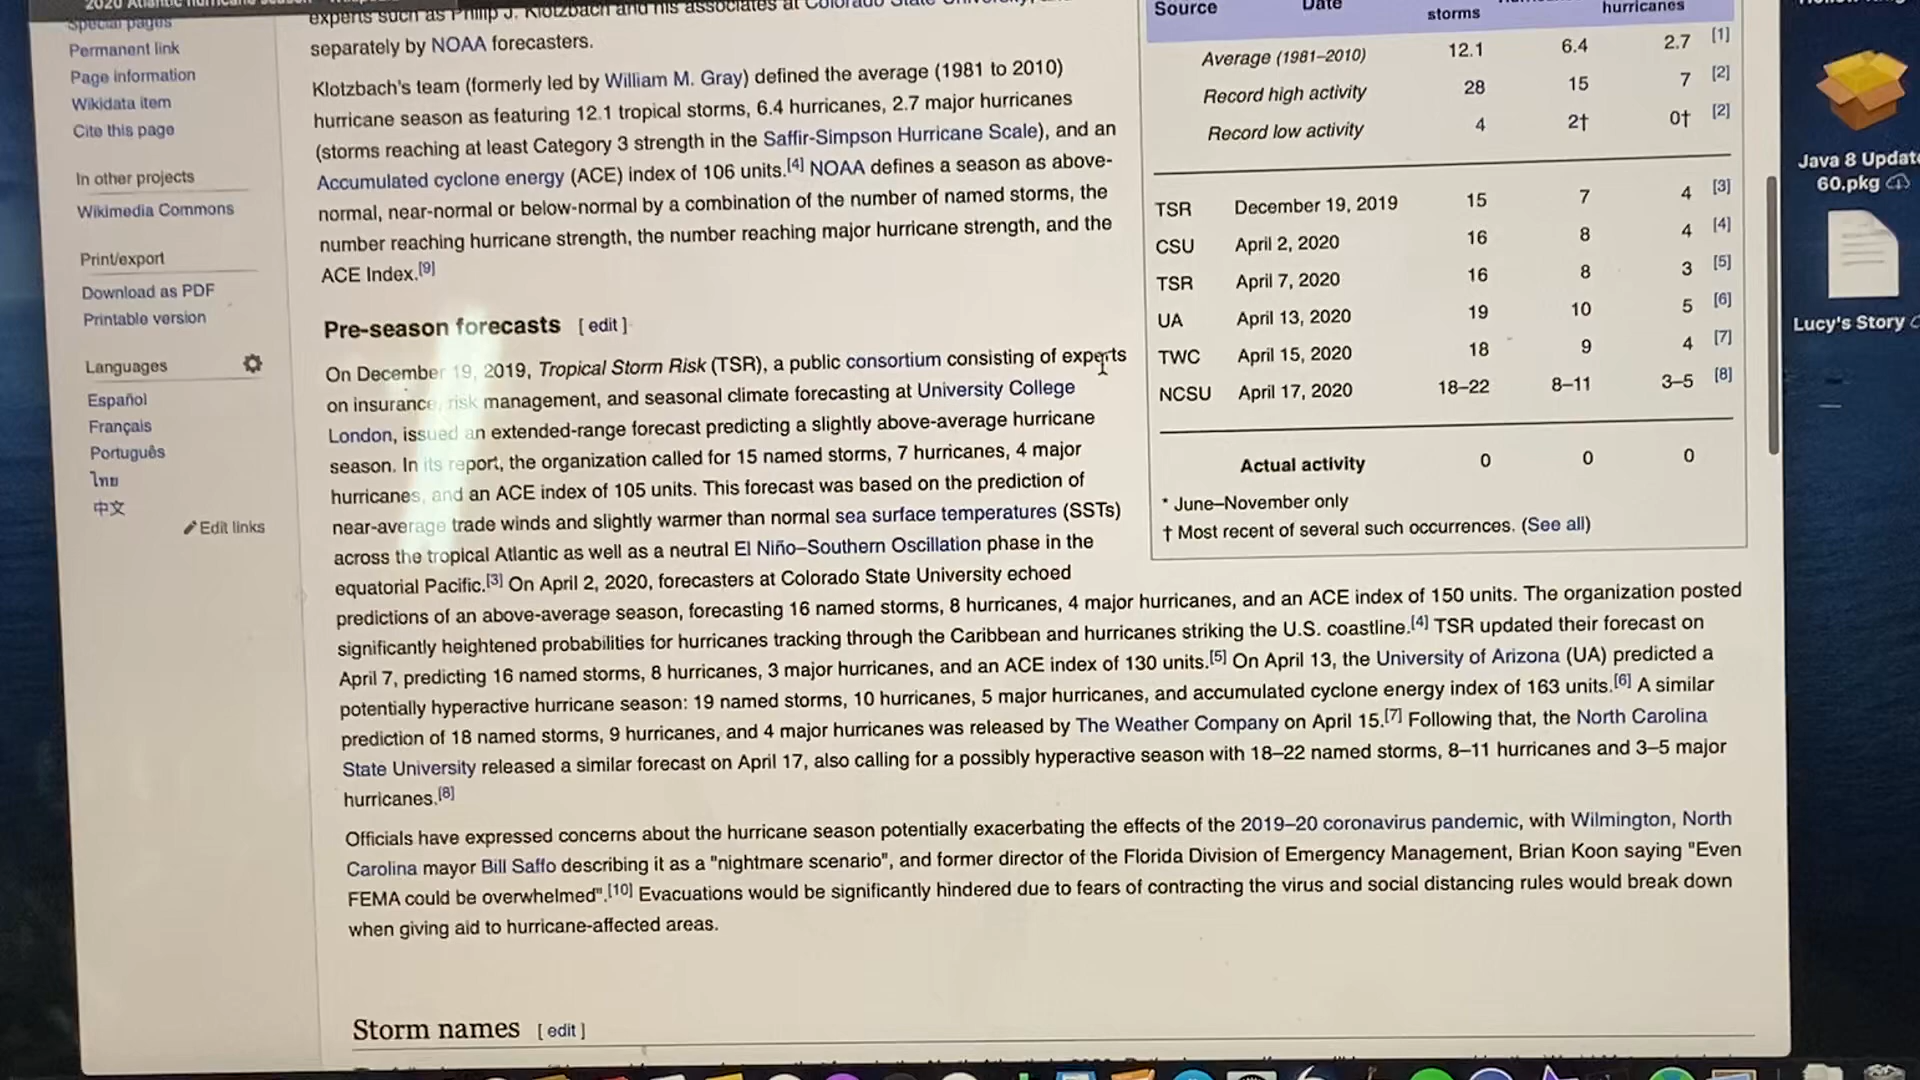 2020 Atlantic hurricane season
Special pages
Permanent link
Page information
Wikidata item
Cite this page
In other projects
Wikimedia Commons
Print/export
Download as PDF
Printable version
Languages
Español
Français
Português
ไทย
中文
Edit links
experts such as Philip J. Klotzbach and his associates at Colorado State University,
separately by NOAA forecasters.
Klotzbach's team (formerly led by William M. Gray) defined the average (1981 to 2010)
hurricane season as featuring 12.1 tropical storms, 6.4 hurricanes, 2.7 major hurricanes
(storms reaching at least Category 3 strength in the Saffir-Simpson Hurricane Scale), and an
Accumulated cyclone energy (ACE) index of 106 units.[4] NOAA defines a season as above-
normal, near-normal or below-normal by a combination of the number of named storms, the
number reaching hurricane strength, the number reaching major hurricane strength, and the
ACE Index.[9]
Pre-season forecasts [ edit ]
On December 19, 2019, Tropical Storm Risk (TSR), a public consortium consisting of experts
on insurance, risk management, and seasonal climate forecasting at University College
London, issued an extended-range forecast predicting a slightly above-average hurricane
season. In its report, the organization called for 15 named storms, 7 hurricanes, 4 major
hurricanes, and an ACE index of 105 units. This forecast was based on the prediction of
near-average trade winds and slightly warmer than normal sea surface temperatures (SSTs)
across the tropical Atlantic as well as a neutral El Niño–Southern Oscillation phase in the
equatorial Pacific.[3] On April 2, 2020, forecasters at Colorado State University echoed
predictions of an above-average season, forecasting 16 named storms, 8 hurricanes, 4 major hurricanes, and an ACE index of 150 units. The organization posted
significantly heightened probabilities for hurricanes tracking through the Caribbean and hurricanes striking the U.S. coastline.[4] TSR updated their forecast on
April 7, predicting 16 named storms, 8 hurricanes, 3 major hurricanes, and an ACE index of 130 units.[5] On April 13, the University of Arizona (UA) predicted a
potentially hyperactive hurricane season: 19 named storms, 10 hurricanes, 5 major hurricanes, and accumulated cyclone energy index of 163 units.[6] A similar
prediction of 18 named storms, 9 hurricanes, and 4 major hurricanes was released by The Weather Company on April 15.[7] Following that, the North Carolina
State University released a similar forecast on April 17, also calling for a possibly hyperactive season with 18–22 named storms, 8–11 hurricanes and 3–5 major
hurricanes.[8]
Officials have expressed concerns about the hurricane season potentially exacerbating the effects of the 2019–20 coronavirus pandemic, with Wilmington, North
Carolina mayor Bill Saffo describing it as a "nightmare scenario", and former director of the Florida Division of Emergency Management, Brian Koon saying "Even
FEMA could be overwhelmed".[10] Evacuations would be significantly hindered due to fears of contracting the virus and social distancing rules would break down
when giving aid to hurricane-affected areas.
Storm names [ edit ]
Source Date storms hurricanes
Average (1981–2010) 12.1 6.4 2.7 [1]
Record high activity 28 15 7 [2]
Record low activity 4 2† 0† [2]
TSR December 19, 2019 15 7 4 [3]
CSU April 2, 2020 16 8 4 [4]
TSR April 7, 2020 16 8 3 [5]
UA April 13, 2020 19 10 5 [6]
TWC April 15, 2020 18 9 4 [7]
NCSU April 17, 2020 18–22 8–11 3–5 [8]
Actual activity 0 0 0
* June–November only
† Most recent of several such occurrences. (See all)
Java 8 Update
60.pkg
Lucy's Story